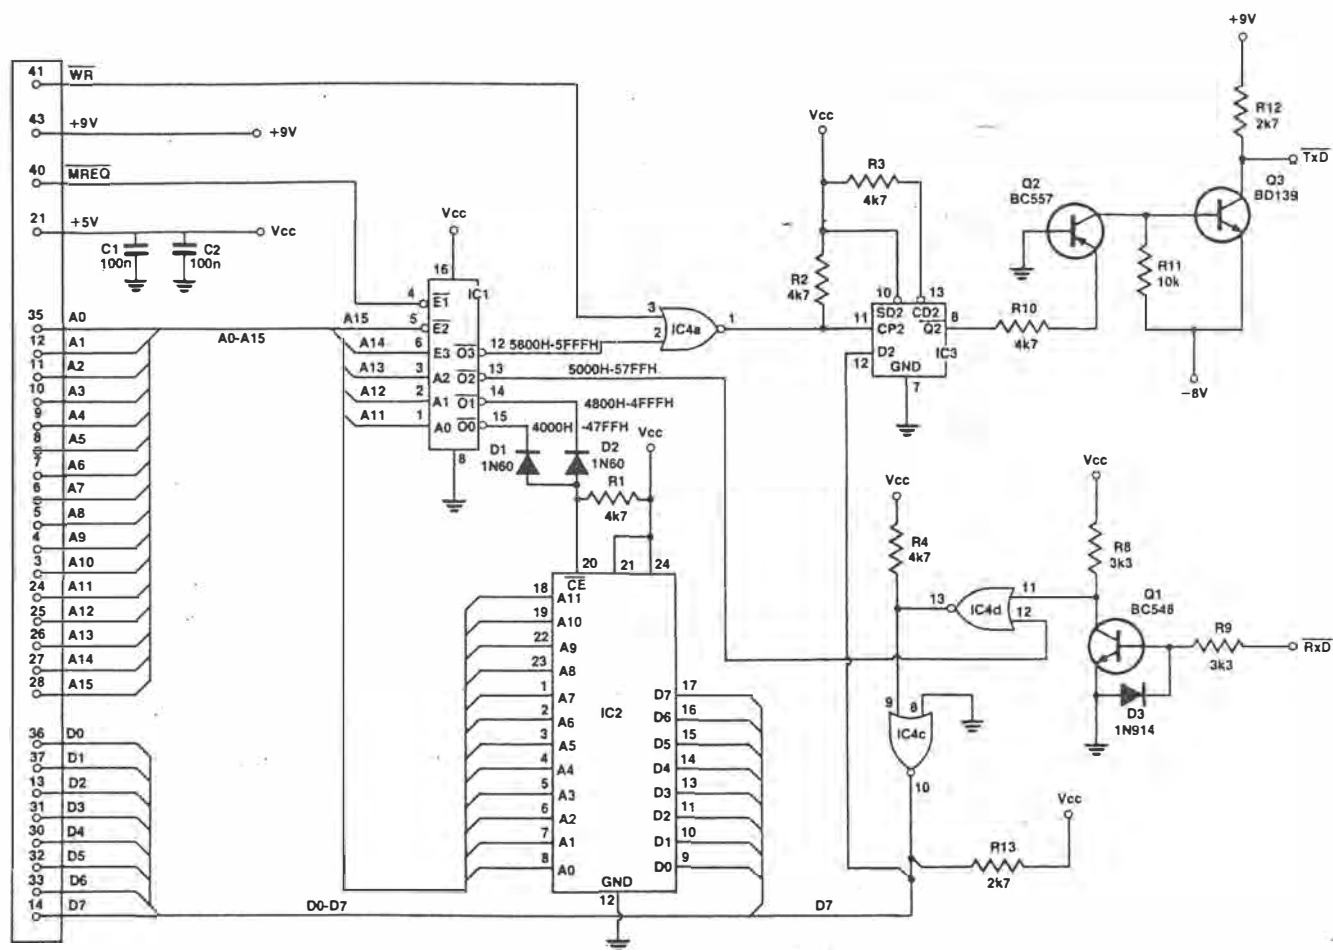 41 WR
43 +9V
+9V
40 MREQ
21 +5V
Vcc
C1
100n
C2
100n
35 A0
12 A1
11 A2
10 A3
9 A4
8 A5
7 A6
6 A7
5 A8
4 A9
3 A10
24 A11
25 A12
26 A13
27 A14
28 A15
36 D0
37 D1
13 D2
31 D3
30 D4
32 D5
33 D6
14 D7
A0-A15
D0-D7
D7
Vcc
16
IC1
4 E1
A15 5 E2
A14 6 E3
A13 3 A2
A12 2 A1
A11 1 A0
O3 12 5800H-5FFFH
O2 13 5000H-57FFH
O1 14 4800H-4FFFH
O0 15 4000H -47FFH
8
D1
1N60
D2
1N60
Vcc
R1
4k7
20 21 24
CE
18 A11
19 A10
22 A9
23 A8
1 A7
2 A6
3 A5
4 A4
5 A3
6 A2
7 A1
8 A0
IC2
D7 17
D6 16
D5 15
D4 14
D3 13
D2 11
D1 10
D0 9
GND
12
3
2
IC4a
1
Vcc
R3
4k7
R2
4k7
10 13
SD2 CD2
11 CP2
Q2 8
12 D2
IC3
GND
7
R10
4k7
Q2
BC557
R11
10k
-8V
Q3
BD139
+9V
R12
2k7
TxD
Vcc
R4
4k7
13
IC4d
11
12
Vcc
R8
3k3
Q1
BC548
R9
3k3
RxD
D3
1N914
9 8
IC4c
10
R13
2k7
Vcc